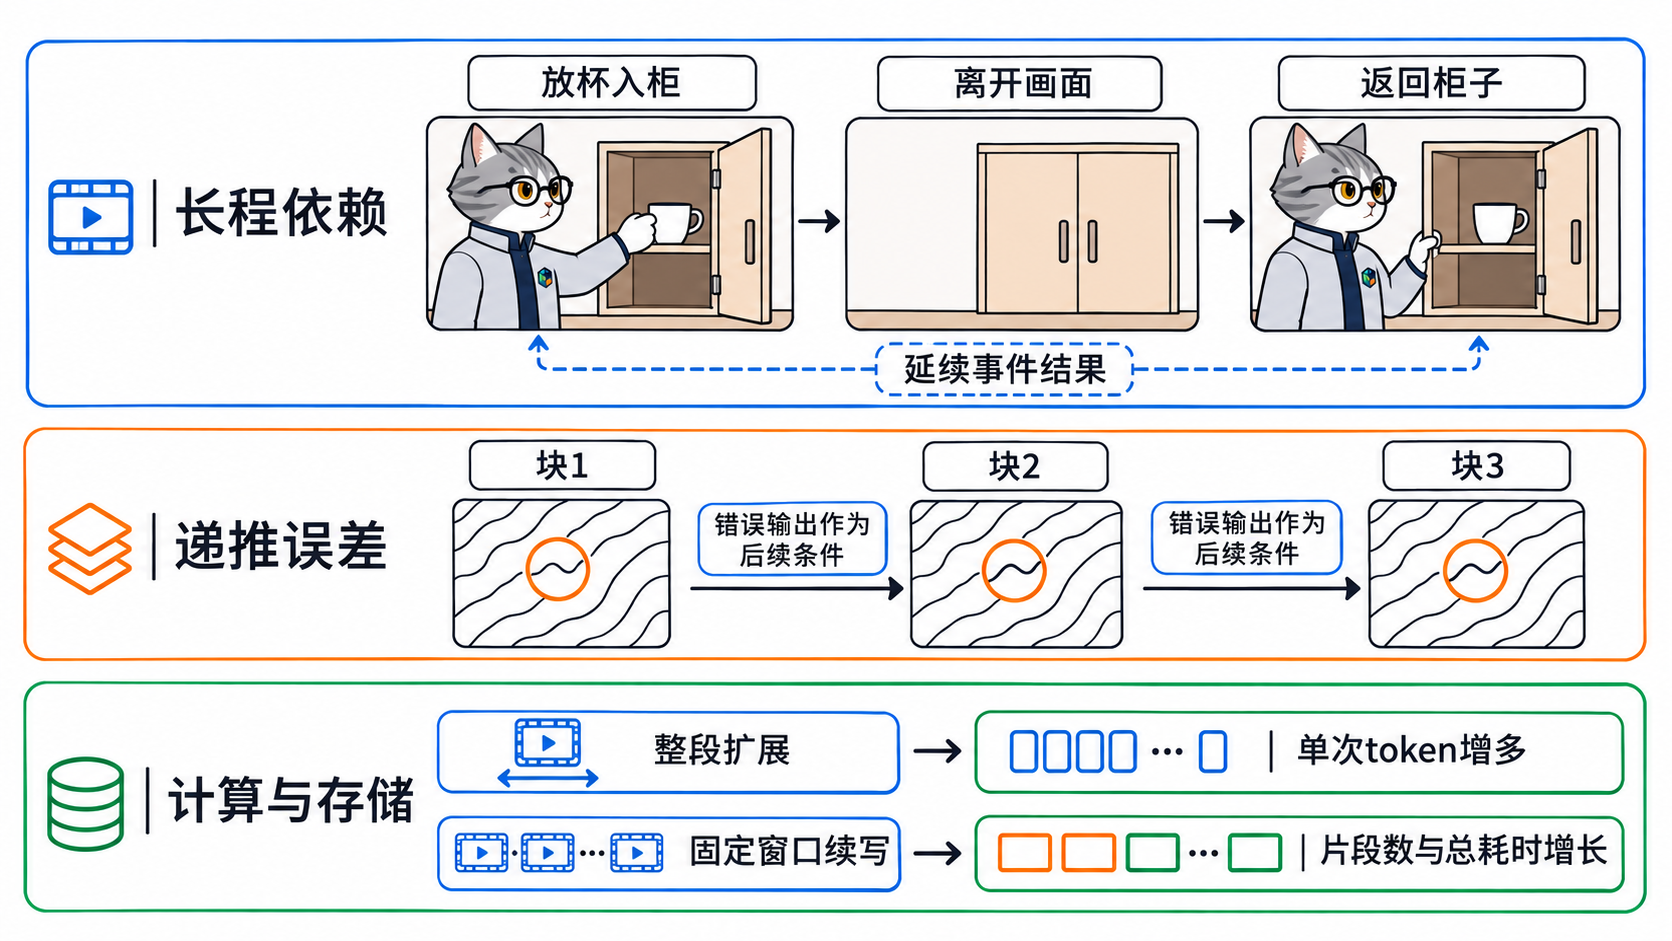 放杯入柜
离开画面
返回柜子
长程依赖
延续事件结果
块1
块2
块3
递推误差
错误输出作为
后续条件
错误输出作为
后续条件
计算与存储
整段扩展
单次token增多
固定窗口续写
片段数与总耗时增长